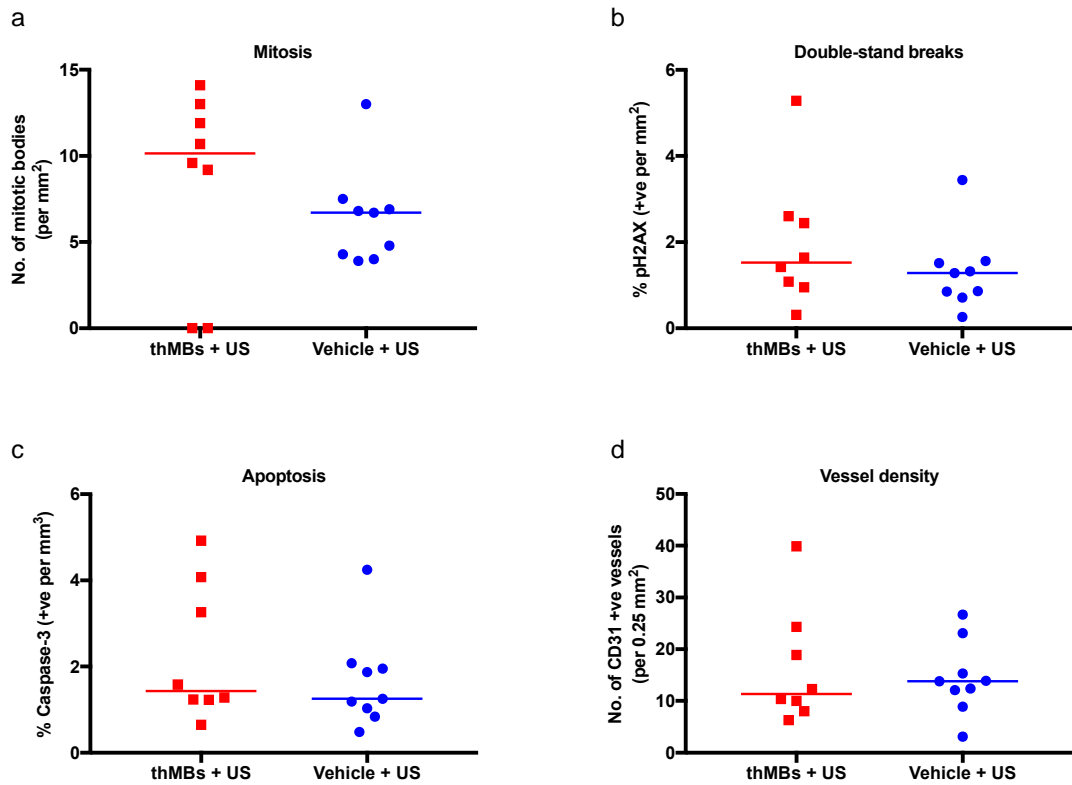 a
Mitosis
No. of mitotic bodies
(per mm²)
15
10
5
0
thMBs + US
Vehicle + US
b
Double-stand breaks
% pH2AX (+ve per mm²)
6
4
2
0
thMBs + US
Vehicle + US
c
Apoptosis
% Caspase-3 (+ve per mm³)
6
4
2
0
thMBs + US
Vehicle + US
d
Vessel density
No. of CD31 +ve vessels
(per 0.25 mm²)
50
40
30
20
10
0
thMBs + US
Vehicle + US